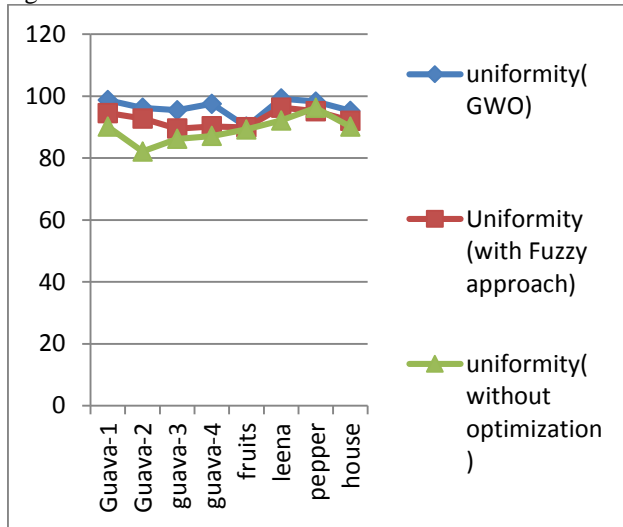 120
100
80
60
40
20
0
Guava-1
Guava-2
guava-3
guava-4
fruits
leena
pepper
house
uniformity(
GWO)
Uniformity
(with Fuzzy
approach)
uniformity(
without
optimization
)